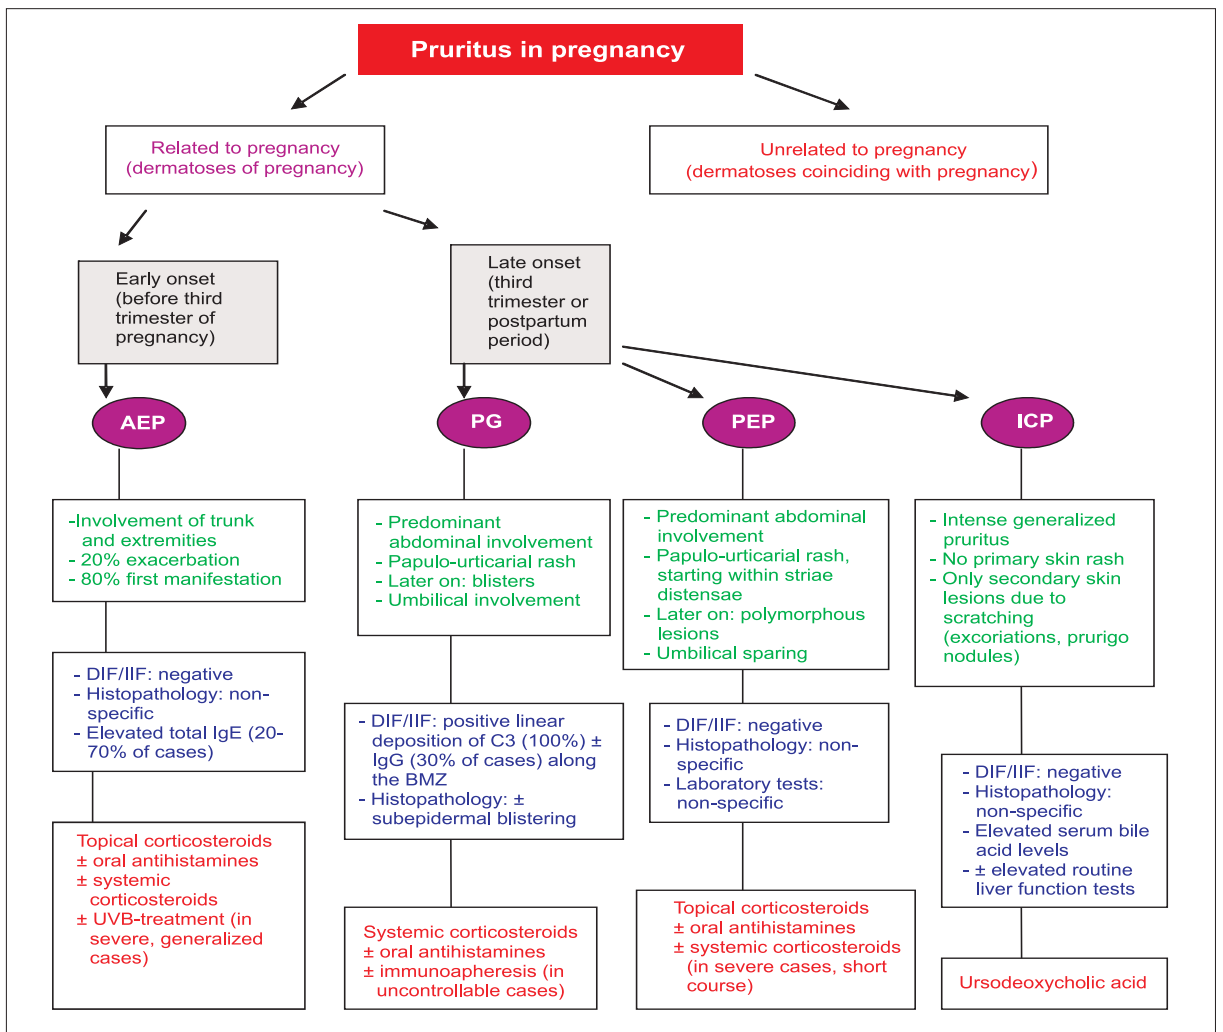 Pruritus in pregnancy
Related to pregnancy
(dermatoses of pregnancy)
Unrelated to pregnancy
(dermatoses coinciding with pregnancy)
Early onset
(before third
trimester of
pregnancy)
Late onset
(third
trimester or
postpartum
period)
AEP
PG
PEP
ICP
-Involvement of trunk
and extremities
- 20% exacerbation
- 80% first manifestation
- Predominant
abdominal involvement
- Papulo-urticarial rash
- Later on: blisters
- Umbilical involvement
- Predominant abdominal
involvement
- Papulo-urticarial rash,
starting within striae
distensae
- Later on: polymorphous
lesions
- Umbilical sparing
- Intense generalized
pruritus
- No primary skin rash
- Only secondary skin
lesions due to
scratching
(excoriations, prurigo
nodules)
- DIF/IIF: negative
- Histopathology: non-
specific
- Elevated total IgE (20-
70% of cases)
- DIF/IIF: positive linear
deposition of C3 (100%) ±
IgG (30% of cases) along
the BMZ
- Histopathology: ±
subepidermal blistering
- DIF/IIF: negative
- Histopathology: non-
specific
- Laboratory tests:
non-specific
- DIF/IIF: negative
- Histopathology:
non-specific
- Elevated serum bile
acid levels
- ± elevated routine
liver function tests
Topical corticosteroids
± oral antihistamines
± systemic
corticosteroids
± UVB-treatment (in
severe, generalized
cases)
Systemic corticosteroids
± oral antihistamines
± immunoapheresis (in
uncontrollable cases)
Topical corticosteroids
± oral antihistamines
± systemic corticosteroids
(in severe cases, short
course)
Ursodeoxycholic acid